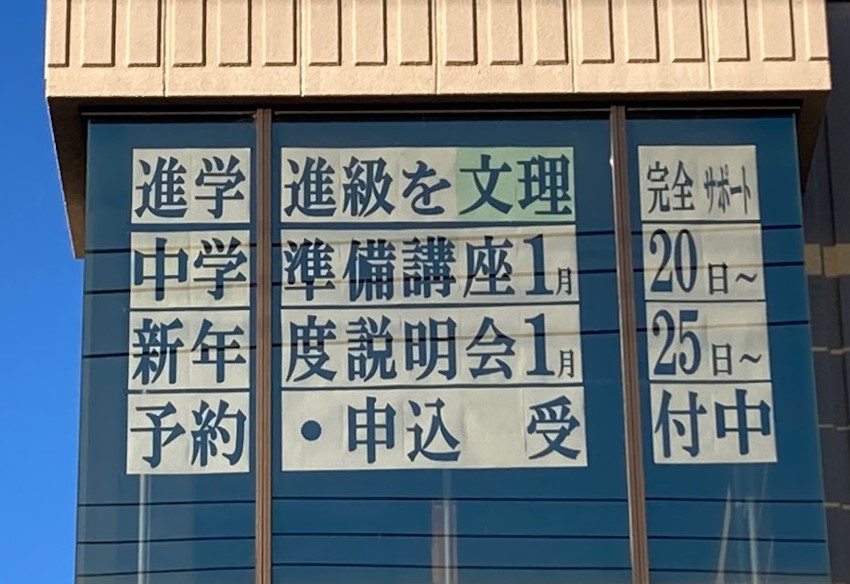 進学 進級を文理 完全 サポート
中学 準備講座1月 20日~
新年 度説明会1月 25日~
予約 ・申込 受 付中